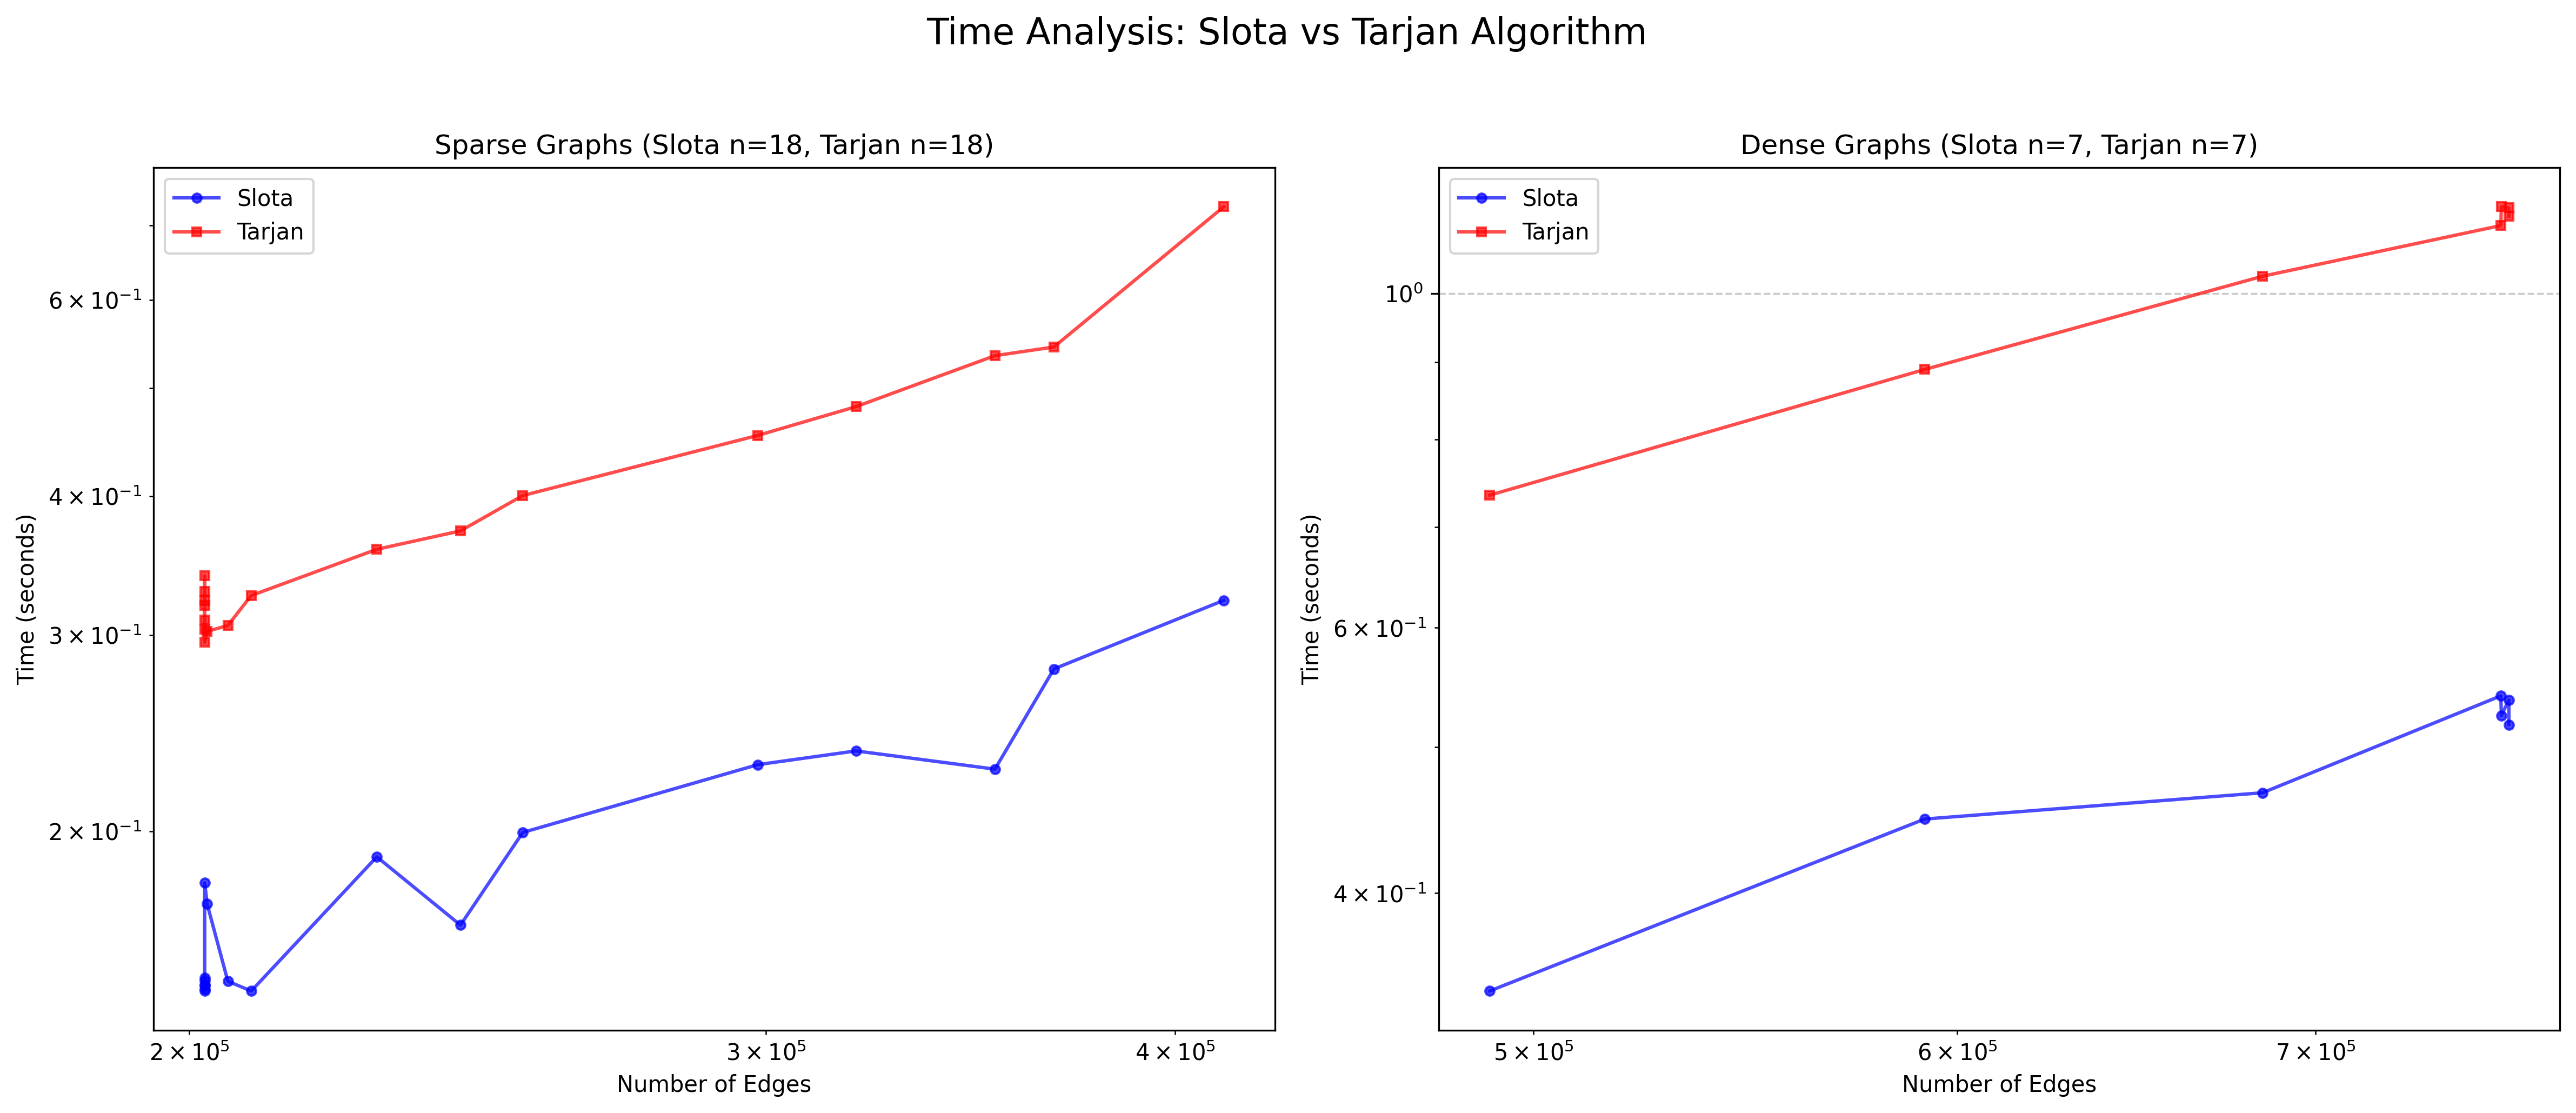 Time Analysis: Slota vs Tarjan Algorithm
Sparse Graphs (Slota n=18, Tarjan n=18)
Slota
Tarjan
6 × 10⁻¹
4 × 10⁻¹
3 × 10⁻¹
2 × 10⁻¹
Time (seconds)
2 × 10⁵
3 × 10⁵
4 × 10⁵
Number of Edges
Dense Graphs (Slota n=7, Tarjan n=7)
Slota
Tarjan
10⁰
6 × 10⁻¹
4 × 10⁻¹
Time (seconds)
5 × 10⁵
6 × 10⁵
7 × 10⁵
Number of Edges